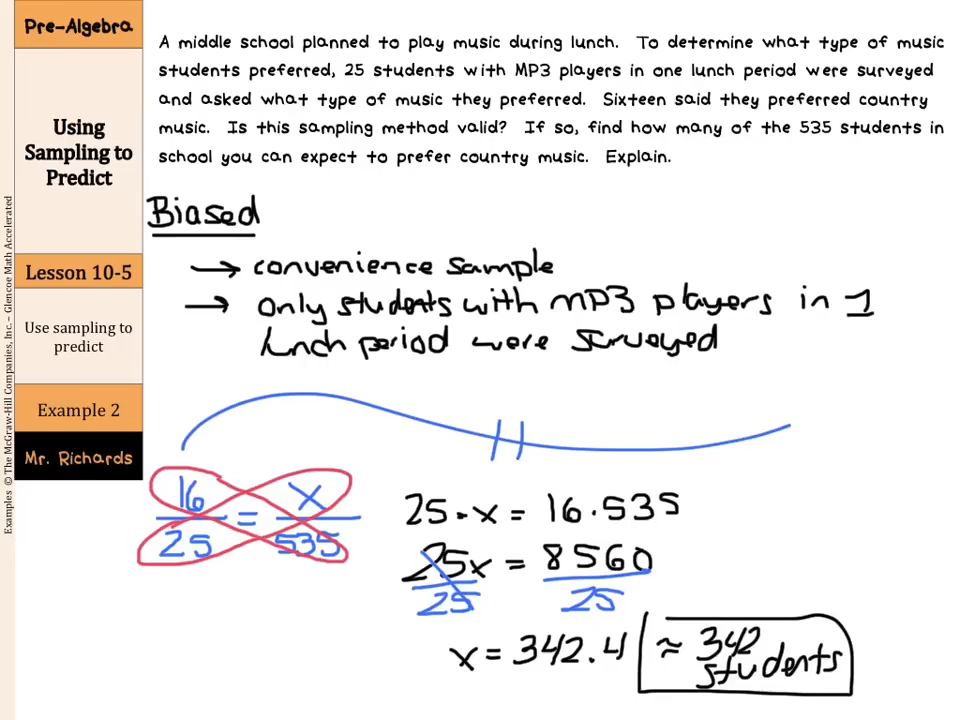 Pre-Algebra
Using
Sampling to
Predict
Lesson 10-5
Use sampling to
predict
Example 2
Mr. Richards
Examples © The McGraw-Hill Companies, Inc. – Glencoe Math Accelerated
A middle school planned to play music during lunch. To determine what type of music
students preferred, 25 students with MP3 players in one lunch period were surveyed
and asked what type of music they preferred. Sixteen said they preferred country
music. Is this sampling method valid? If so, find how many of the 535 students in
school you can expect to prefer country music. Explain.
Biased
→ convenience sample
→ Only students with MP3 players in 1
lunch period were surveyed
16/25 = x/535
25 · x = 16 · 535
25x/25 = 8560/25
x = 342.4 ≈ 342
students